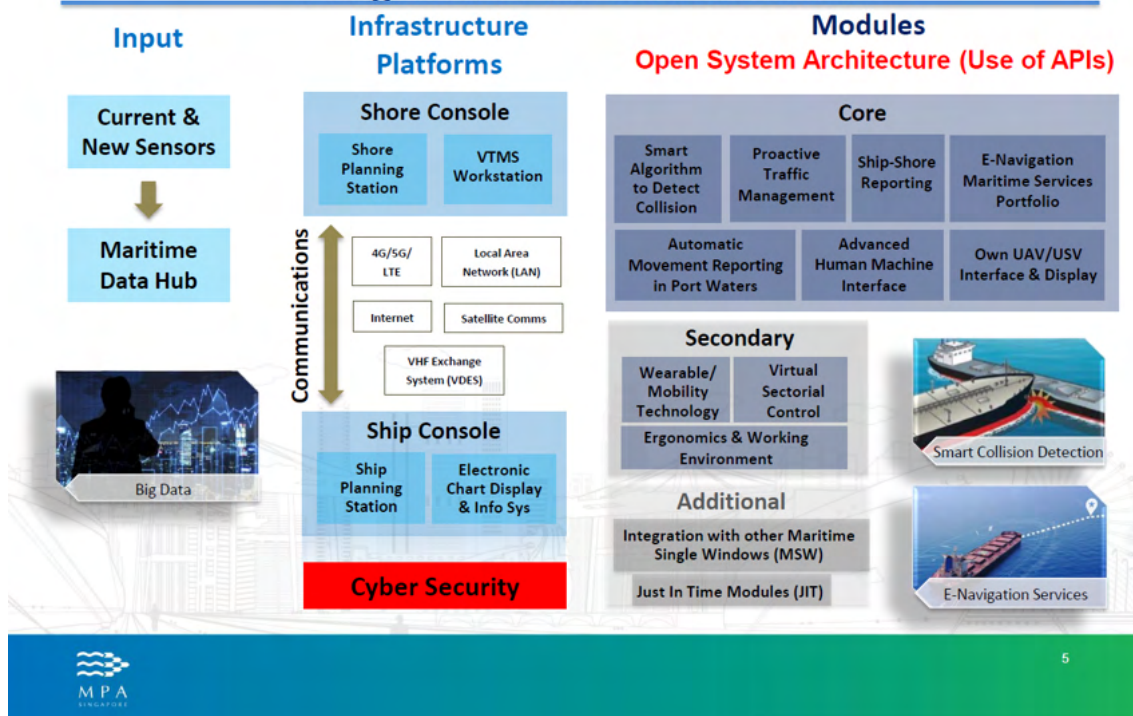 Input
Current &
New Sensors
Maritime
Data Hub
Big Data
Infrastructure
Platforms
Shore Console
Shore
Planning
Station
VTMS
Workstation
Communications
4G/5G/
LTE
Local Area
Network (LAN)
Internet
Satellite Comms
VHF Exchange
System (VDES)
Ship Console
Ship
Planning
Station
Electronic
Chart Display
& Info Sys
Cyber Security
Modules
Open System Architecture (Use of APIs)
Core
Smart
Algorithm
to Detect
Collision
Proactive
Traffic
Management
Ship-Shore
Reporting
E-Navigation
Maritime Services
Portfolio
Automatic
Movement Reporting
in Port Waters
Advanced
Human Machine
Interface
Own UAV/USV
Interface & Display
Secondary
Wearable/
Mobility
Technology
Virtual
Sectorial
Control
Ergonomics & Working
Environment
Smart Collision Detection
Additional
Integration with other Maritime
Single Windows (MSW)
Just In Time Modules (JIT)
E-Navigation Services
MPA
SINGAPORE
5